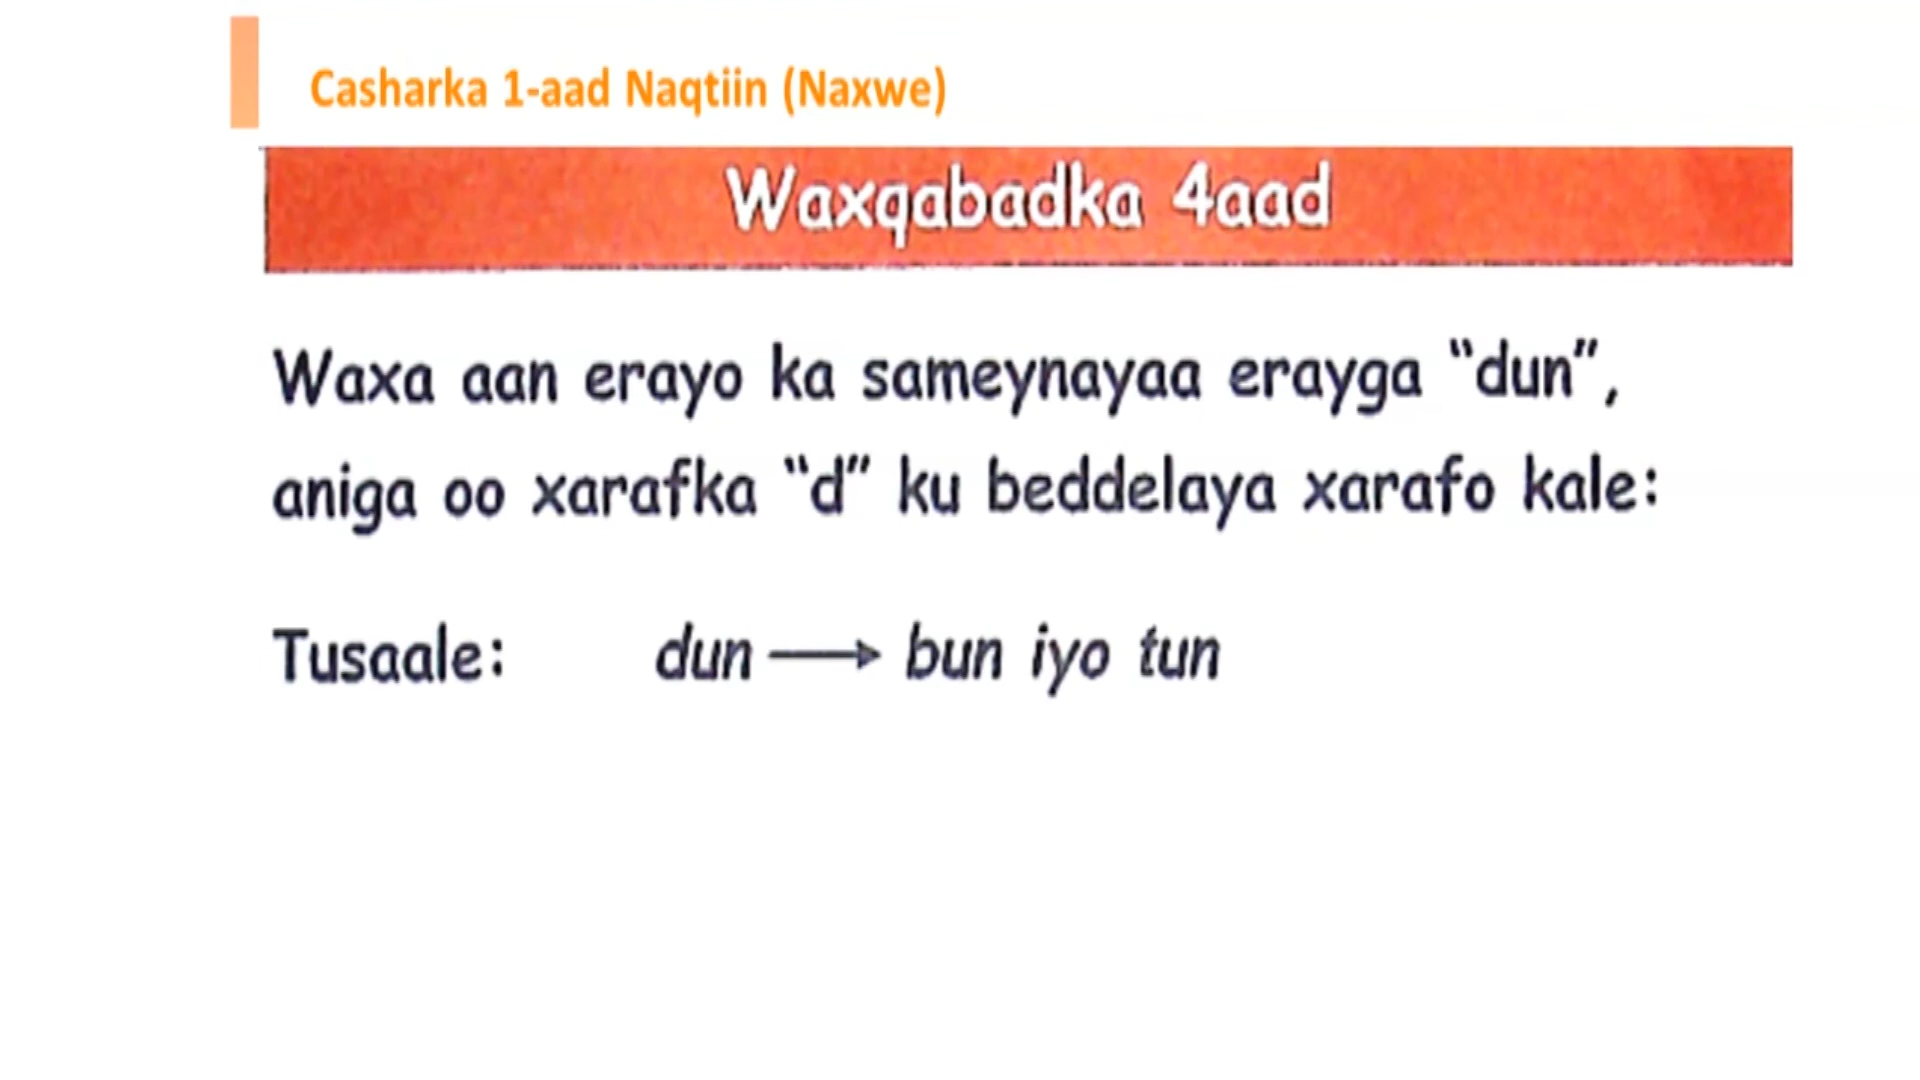 Casharka 1-aad Naqtiin (Naxwe)
Waxqabadka 4aad
Waxa aan erayo ka sameynayaa erayga “dun”,
aniga oo xarafka “d” ku beddelaya xarafo kale:
Tusaale: dun → bun iyo tun